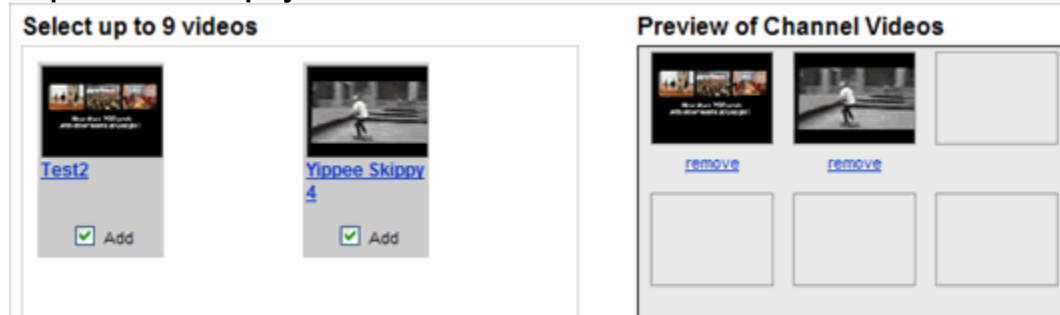 Select up to 9 videos
Preview of Channel Videos
Test2
Yippee Skippy
4
Add
Add
remove
remove